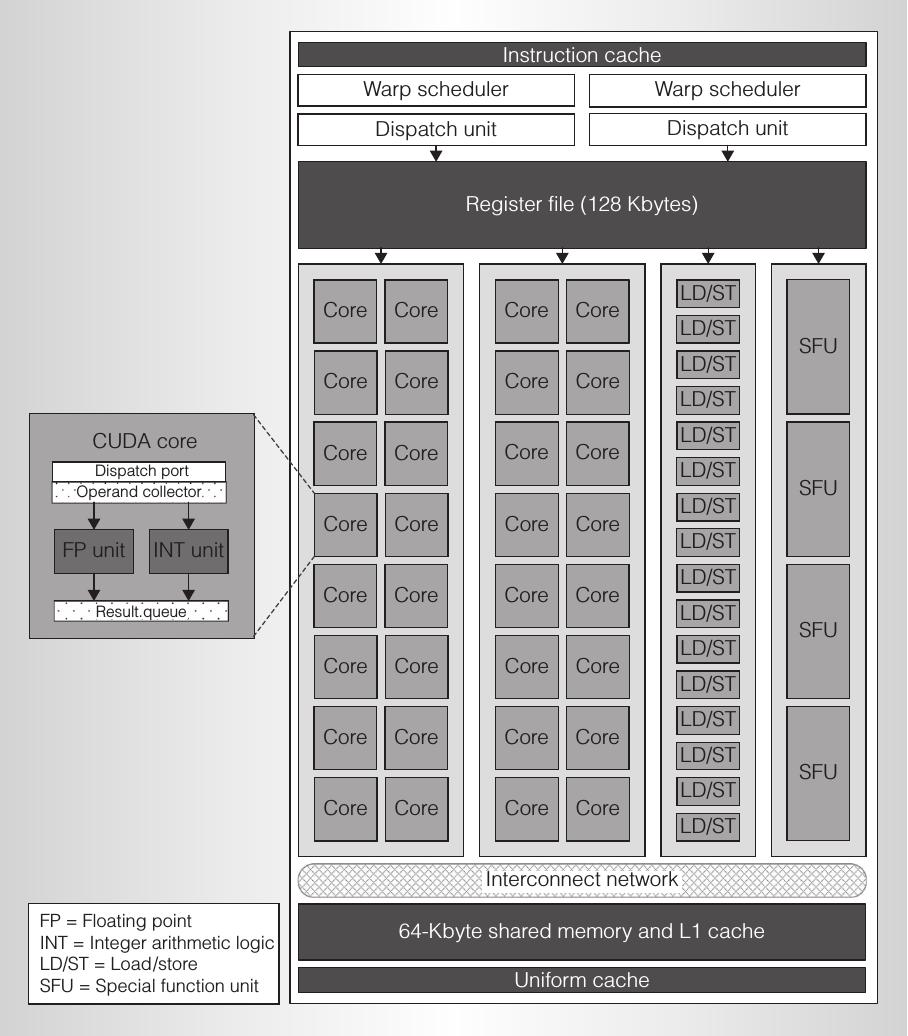 Instruction cache
Warp scheduler Warp scheduler
Dispatch unit Dispatch unit
Register file (128 Kbytes)
Core Core Core Core LD/ST SFU
LD/ST
Core Core Core Core LD/ST
LD/ST
Core Core Core Core LD/ST SFU
LD/ST
Core Core Core Core LD/ST
LD/ST
Core Core Core Core LD/ST SFU
LD/ST
Core Core Core Core LD/ST
LD/ST
Core Core Core Core LD/ST SFU
LD/ST
Core Core Core Core LD/ST
LD/ST
CUDA core
Dispatch port
Operand collector
FP unit INT unit
Result queue
Interconnect network
64-Kbyte shared memory and L1 cache
Uniform cache
FP = Floating point
INT = Integer arithmetic logic
LD/ST = Load/store
SFU = Special function unit